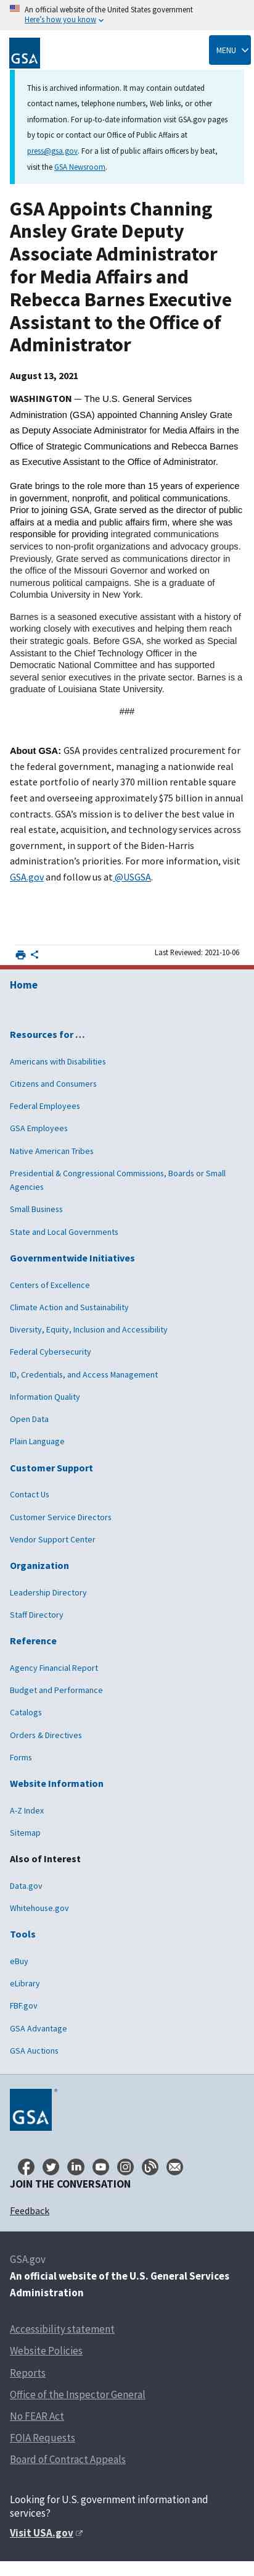 An official website of the United States government
Here's how you know
GSA
MENU
This is archived information. It may contain outdated
contact names, telephone numbers, Web links, or other
information. For up-to-date information visit GSA.gov pages
by topic or contact our Office of Public Affairs at
press@gsa.gov. For a list of public affairs officers by beat,
visit the GSA Newsroom.
GSA Appoints Channing
Ansley Grate Deputy
Associate Administrator
for Media Affairs and
Rebecca Barnes Executive
Assistant to the Office of
Administrator
August 13, 2021
WASHINGTON — The U.S. General Services
Administration (GSA) appointed Channing Ansley Grate
as Deputy Associate Administrator for Media Affairs in the
Office of Strategic Communications and Rebecca Barnes
as Executive Assistant to the Office of Administrator.
Grate brings to the role more than 15 years of experience
in government, nonprofit, and political communications.
Prior to joining GSA, Grate served as the director of public
affairs at a media and public affairs firm, where she was
responsible for providing integrated communications
services to non-profit organizations and advocacy groups.
Previously, Grate served as communications director in
the office of the Missouri Governor and worked on
numerous political campaigns. She is a graduate of
Columbia University in New York.
Barnes is a seasoned executive assistant with a history of
working closely with executives and helping them reach
their strategic goals. Before GSA, she worked as Special
Assistant to the Chief Technology Officer in the
Democratic National Committee and has supported
several senior executives in the private sector. Barnes is a
graduate of Louisiana State University.
###
About GSA: GSA provides centralized procurement for
the federal government, managing a nationwide real
estate portfolio of nearly 370 million rentable square
feet and overseeing approximately $75 billion in annual
contracts. GSA's mission is to deliver the best value in
real estate, acquisition, and technology services across
government, in support of the Biden-Harris
administration's priorities. For more information, visit
GSA.gov and follow us at @USGSA.
Last Reviewed: 2021-10-06
Home
Resources for …
Americans with Disabilities
Citizens and Consumers
Federal Employees
GSA Employees
Native American Tribes
Presidential & Congressional Commissions, Boards or Small
Agencies
Small Business
State and Local Governments
Governmentwide Initiatives
Centers of Excellence
Climate Action and Sustainability
Diversity, Equity, Inclusion and Accessibility
Federal Cybersecurity
ID, Credentials, and Access Management
Information Quality
Open Data
Plain Language
Customer Support
Contact Us
Customer Service Directors
Vendor Support Center
Organization
Leadership Directory
Staff Directory
Reference
Agency Financial Report
Budget and Performance
Catalogs
Orders & Directives
Forms
Website Information
A-Z Index
Sitemap
Also of Interest
Data.gov
Whitehouse.gov
Tools
eBuy
eLibrary
FBF.gov
GSA Advantage
GSA Auctions
GSA
JOIN THE CONVERSATION
Feedback
GSA.gov
An official website of the U.S. General Services
Administration
Accessibility statement
Website Policies
Reports
Office of the Inspector General
No FEAR Act
FOIA Requests
Board of Contract Appeals
Looking for U.S. government information and
services?
Visit USA.gov